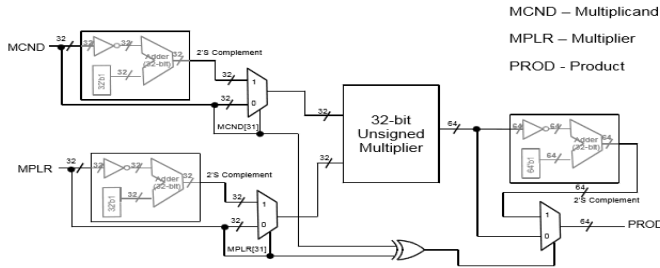 MCND – Multiplicand
MPLR – Multiplier
PROD - Product
MCND
32
32
32
Adder
(32-bit)
32
32'b1
32
2'S Complement
32
32
1
0
MCND[31]
32
32-bit
Unsigned
Multiplier
64
64
64
Adder
(64-bit)
64
64'b1
64
64
2'S Complement
MPLR
32
32
32
Adder
(32-bit)
32
32'b1
32
2'S Complement
32
32
1
0
MPLR[31]
32
1
0
64
PROD